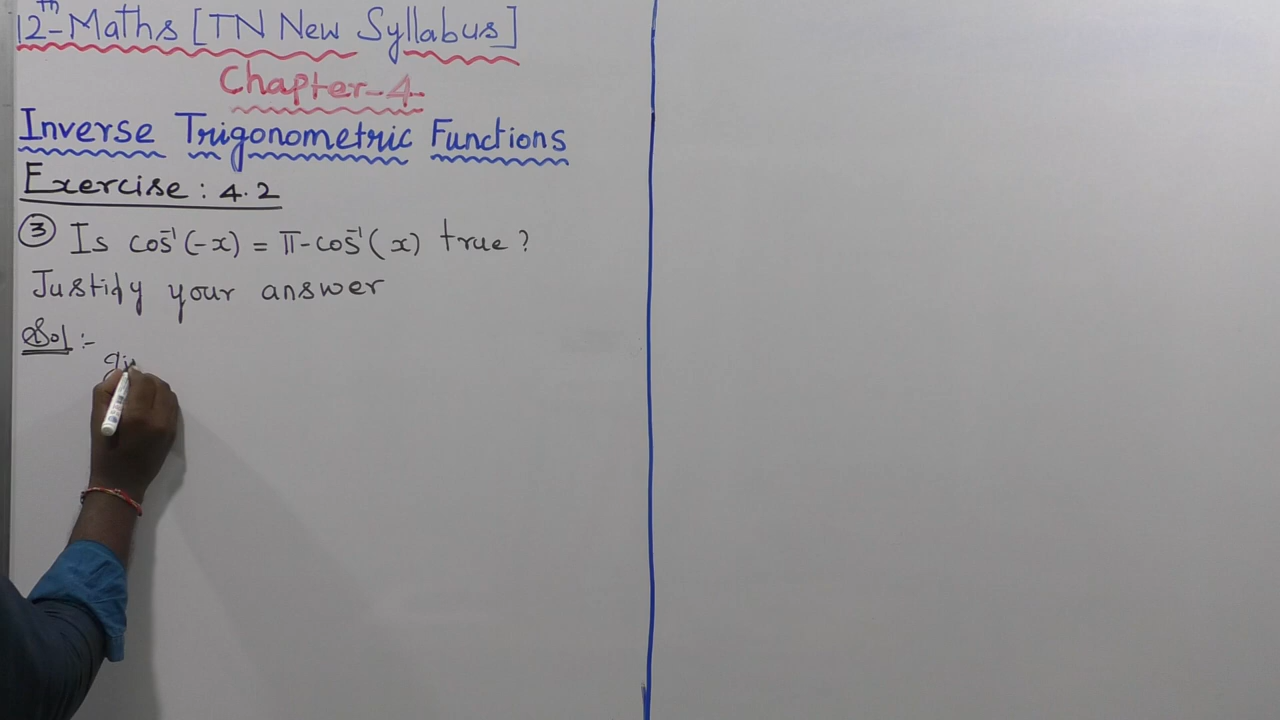 12th-Maths [TN New Syllabus]
Chapter-4
Inverse Trigonometric Functions
Exercise : 4.2
③ Is cos⁻¹(-x) = π-cos⁻¹(x) true?
Justify your answer
Sol :-
gi